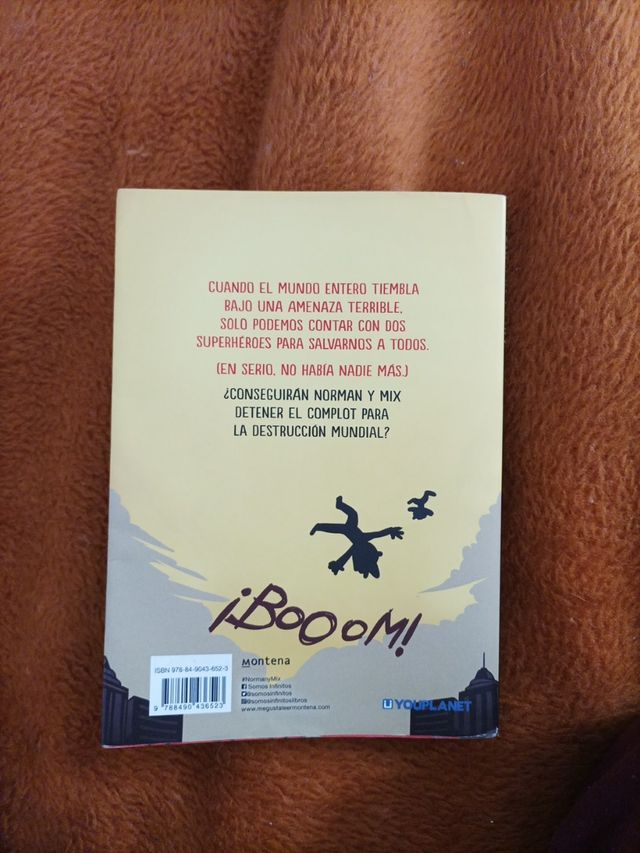 CUANDO EL MUNDO ENTERO TIEMBLA
BAJO UNA AMENAZA TERRIBLE,
SOLO PODEMOS CONTAR CON DOS
SUPERHÉROES PARA SALVARNOS A TODOS.
(EN SERIO, NO HABÍA NADIE MÁS.)
¿CONSEGUIRÁN NORMAN Y MIX
DETENER EL COMPLOT PARA
LA DESTRUCCIÓN MUNDIAL?
¡BOOOM!
ISBN 978-84-9043-652-3
9 788490 436523
montena
#NormanyMix
Somos Infinitos
@somosinfinitos
@somosinfinitoslibros
www.megustaleermontena.com
U YOUPLANET